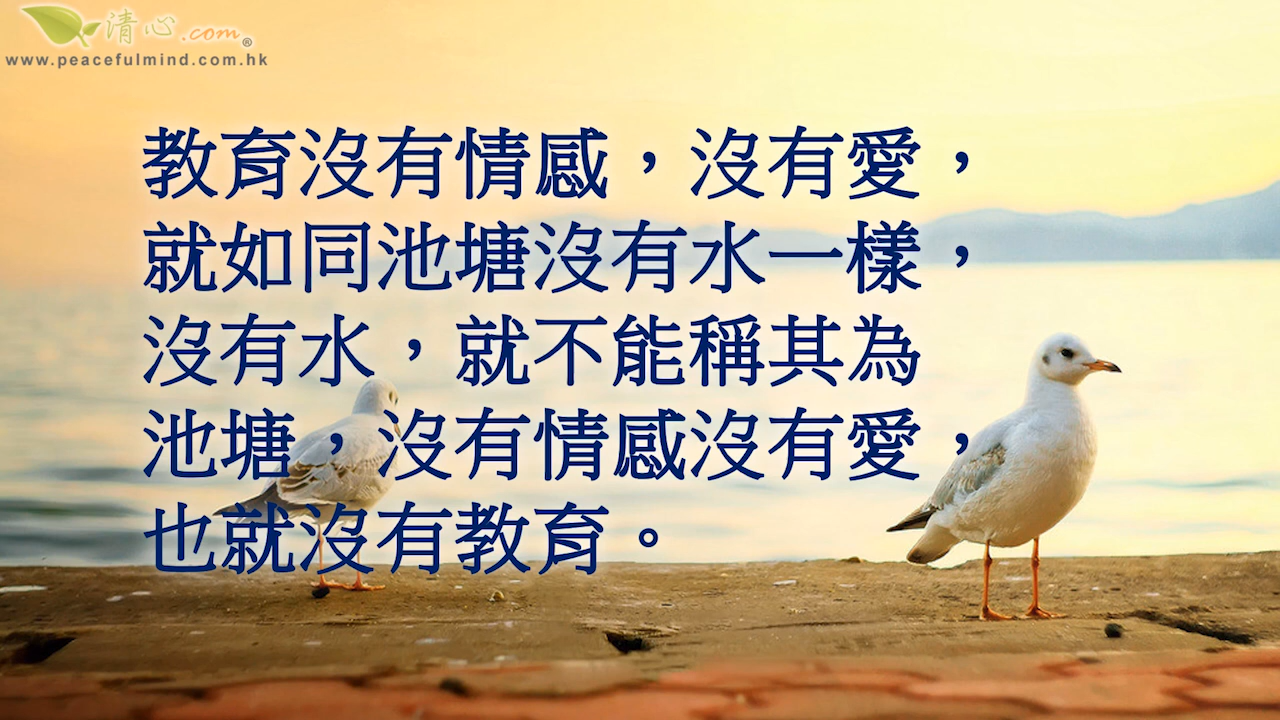 清心.com®
www.peacefulmind.com.hk
教育沒有情感，沒有愛，
就如同池塘沒有水一樣，
沒有水，就不能稱其為
池塘，沒有情感沒有愛，
也就沒有教育。